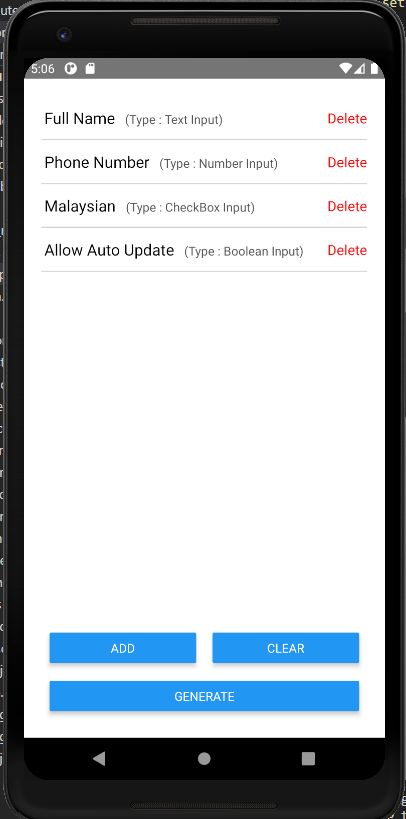 5:06
Full Name (Type : Text Input) Delete
Phone Number (Type : Number Input) Delete
Malaysian (Type : CheckBox Input) Delete
Allow Auto Update (Type : Boolean Input) Delete
ADD CLEAR
GENERATE